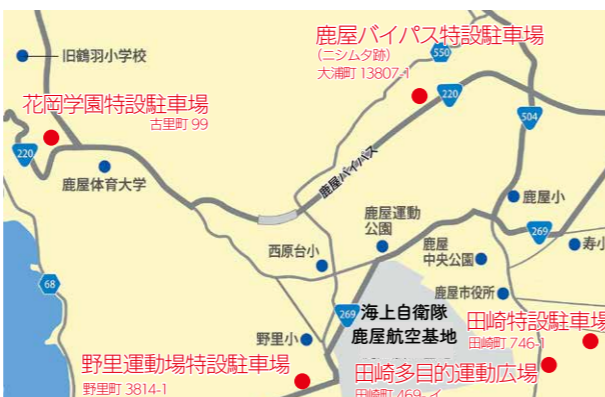 鹿屋バイパス特設駐車場
(ニシムタ跡)
大浦町 13807-1
550
旧鶴羽小学校
花岡学園特設駐車場
古里町 99
220
504
220
鹿屋体育大学
鹿屋バイパス
鹿屋小
鹿屋運動
公園
269
寿小
西原台小
鹿屋
中央公園
68
鹿屋市役所
269
海上自衛隊
鹿屋航空基地
田崎特設駐車場
田崎町 746-1
野里小
野里運動場特設駐車場
野里町 3814-1
田崎多目的運動広場
田崎町 469-イ